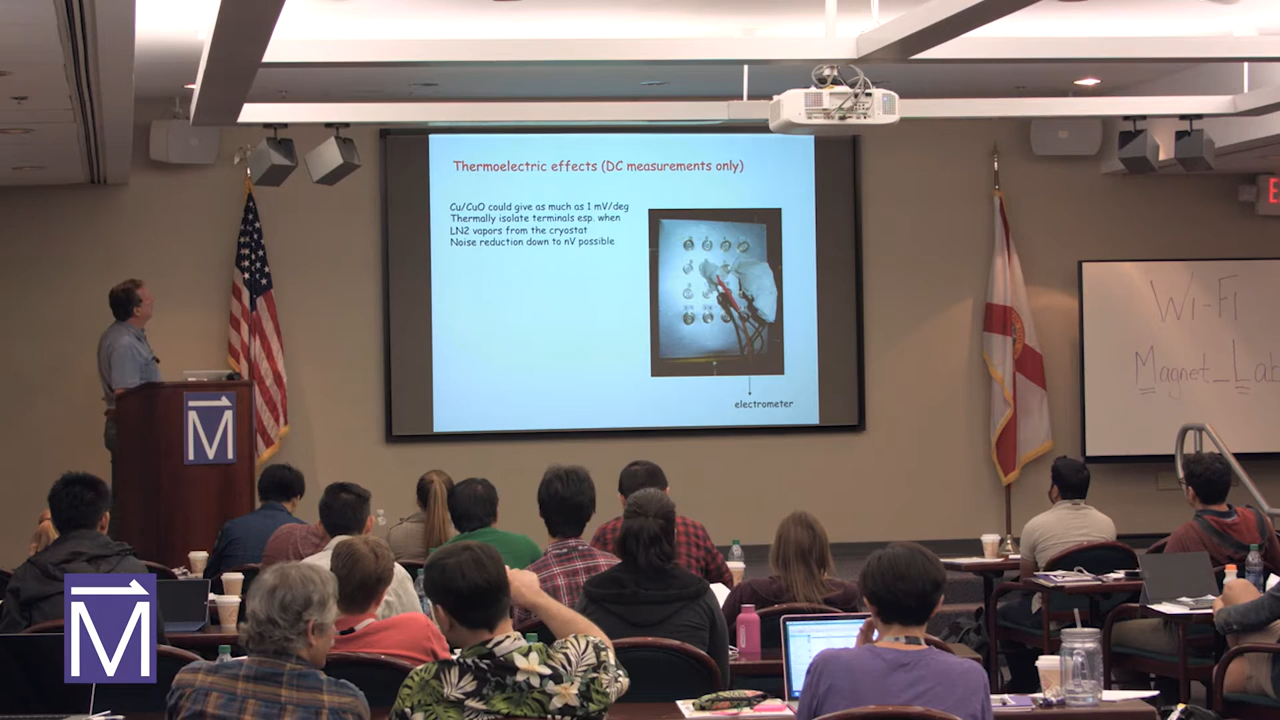 Thermoelectric effects (DC measurements only)
Cu/CuO could give as much as 1 mV/deg
Thermally isolate terminals esp. when
LN2 vapors from the cryostat
Noise reduction down to nV possible
electrometer
Wi-Fi
Magnet_Lab
M
M
E